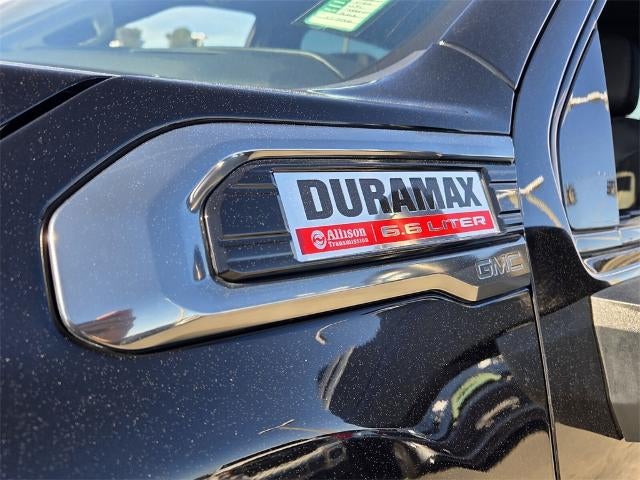 DURAMAX
Allison
Transmission
6.6 LITER
GMC